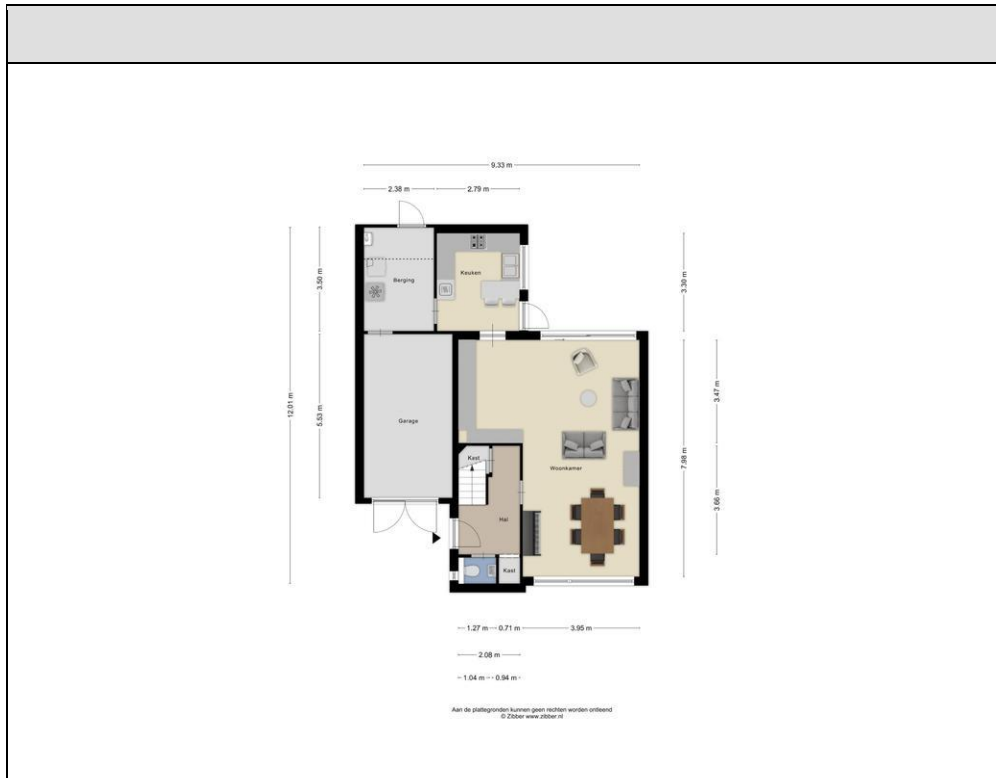 9.33 m
2.38 m
2.79 m
Keuken
Berging
3.50 m
3.30 m
12.01 m
5.53 m
Garage
3.47 m
7.98 m
Kast
Woonkamer
3.66 m
Hal
Kast
1.27 m
0.71 m
3.95 m
2.08 m
1.04 m
0.94 m
Aan de plattegronden kunnen geen rechten worden ontleend
© Zibber www.zibber.nl